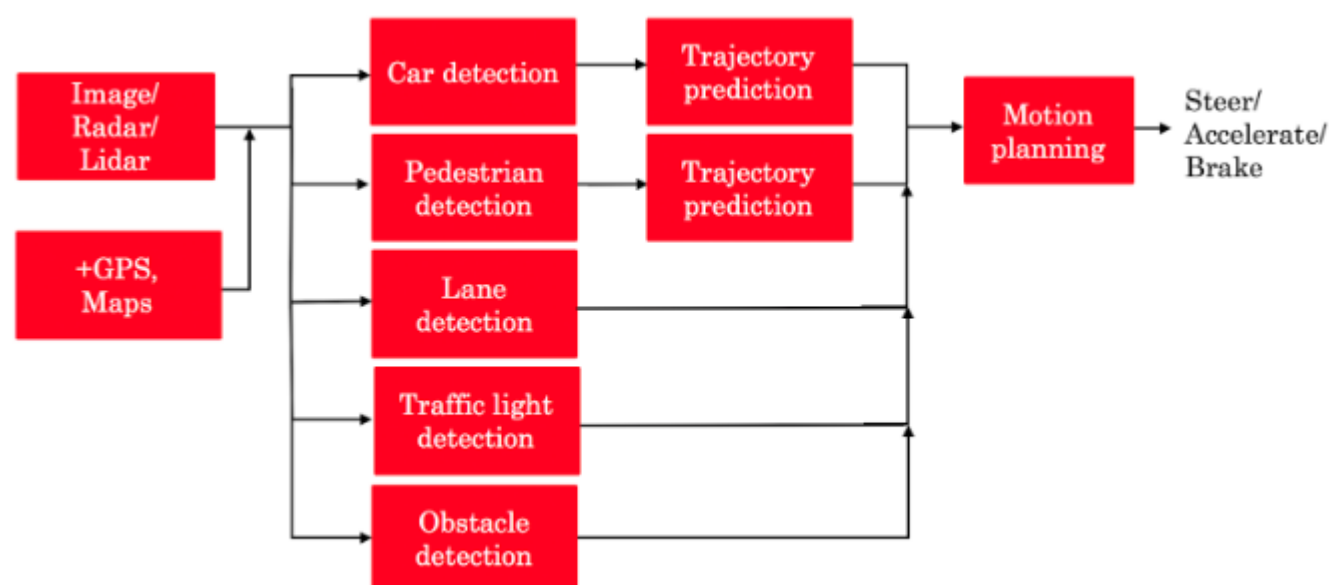 Image/
Radar/
Lidar
+GPS,
Maps
Car detection
Trajectory
prediction
Pedestrian
detection
Trajectory
prediction
Lane
detection
Traffic light
detection
Obstacle
detection
Motion
planning
Steer/
Accelerate/
Brake